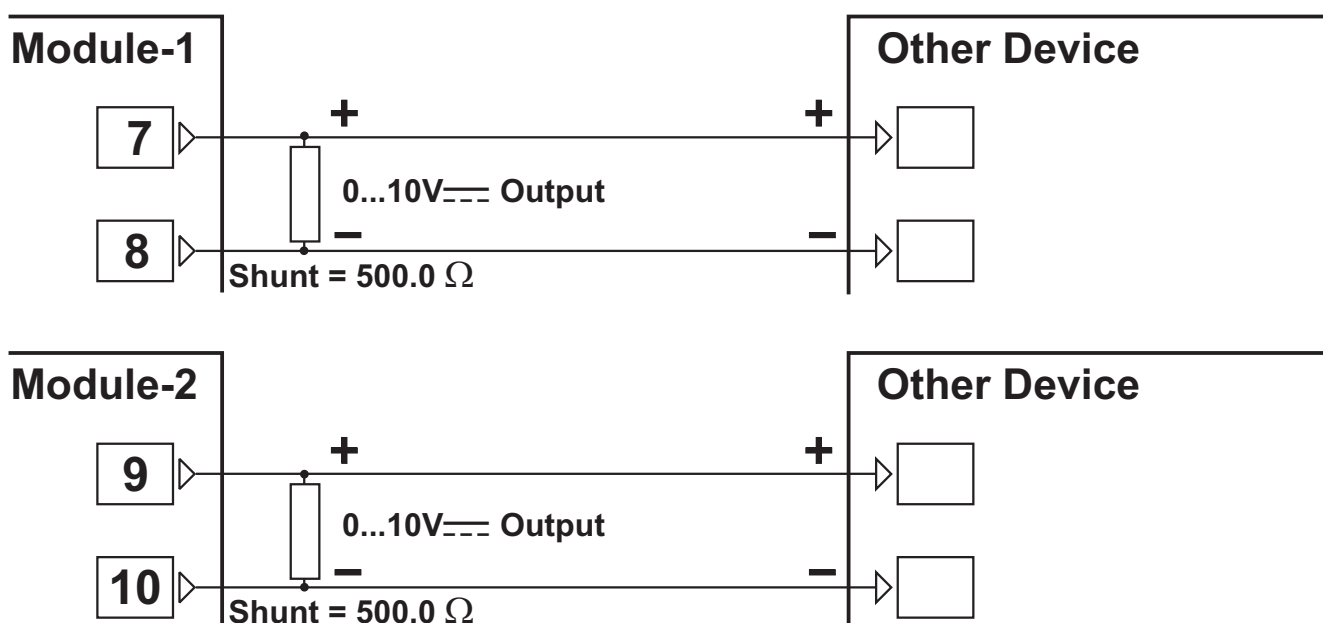 Module-1 Other Device
7 + +
0...10V⎓ Output
8 − −
Shunt = 500.0 Ω
Module-2 Other Device
9 + +
0...10V⎓ Output
10 − −
Shunt = 500.0 Ω